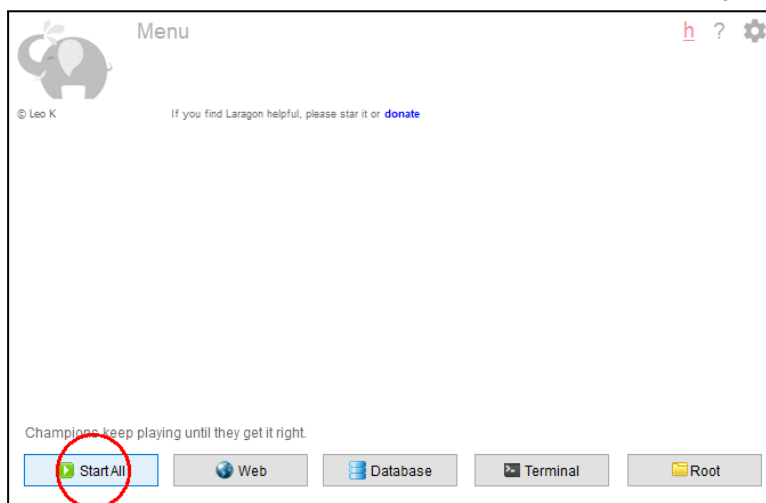 Menu
h ?
© Leo K
If you find Laragon helpful, please star it or donate
Champions keep playing until they get it right.
Start All Web Database Terminal Root